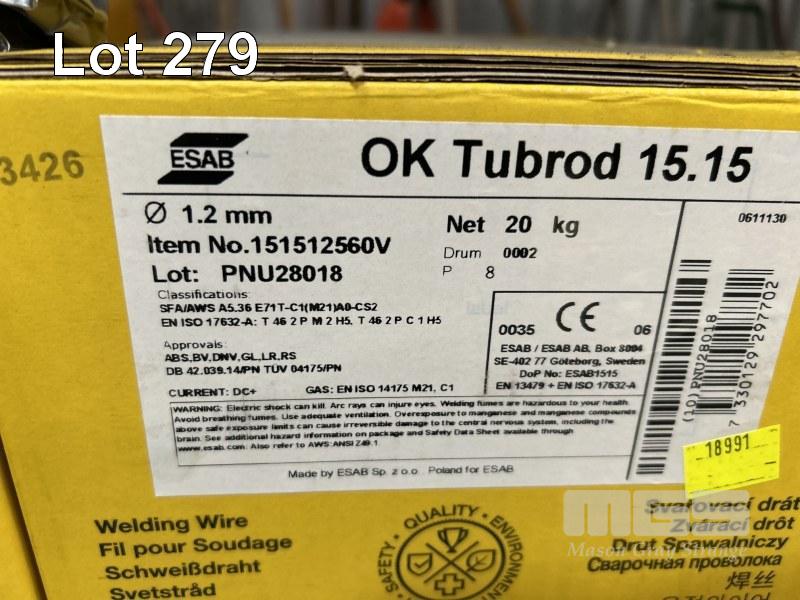 Lot 279
3426
ESAB
OK Tubrod 15.15
Ø 1.2 mm
Item No.151512560V
Lot: PNU28018
Net 20 kg
Drum 0002
P 8
0611130
Classifications:
SFA/AWS A5.36 E71T-C1(M21)A0-CS2
EN ISO 17632-A: T 46 2 P M 2 H5, T 46 2 P C 1 H5
Approvals:
ABS,BV,DNV,GL,LR,RS
DB 42.039.14/PN TÜV 04175/PN
CURRENT: DC+ GAS: EN ISO 14175 M21, C1
0035 CE 06
ESAB / ESAB AB, Box 8004
SE-402 77 Göteborg, Sweden
DoP No: ESAB1515
EN 13479 + EN ISO 17632-A
WARNING: Electric shock can kill. Arc rays can injure eyes. Welding fumes are hazardous to your health.
Avoid breathing fumes. Use adequate ventilation. Overexposure to manganese and manganese compounds
above safe exposure limits can cause irreversible damage to the central nervous system, including the
brain. See additional hazard information on package and Safety Data Sheet available through
www.esab.com. Also refer to AWS:ANSI Z49.1
Made by ESAB Sp. z o.o. Poland for ESAB
(10)PNU28018
7330129297702
18991
MGS
Mason Gray Strange
Welding Wire
Fil pour Soudage
Schweißdraht
Svetstråd
SAFETY QUALITY ENVIRONMENT
Svařovací drát
Zvárací drôt
Drut Spawalniczy
Сварочная проволока
焊丝